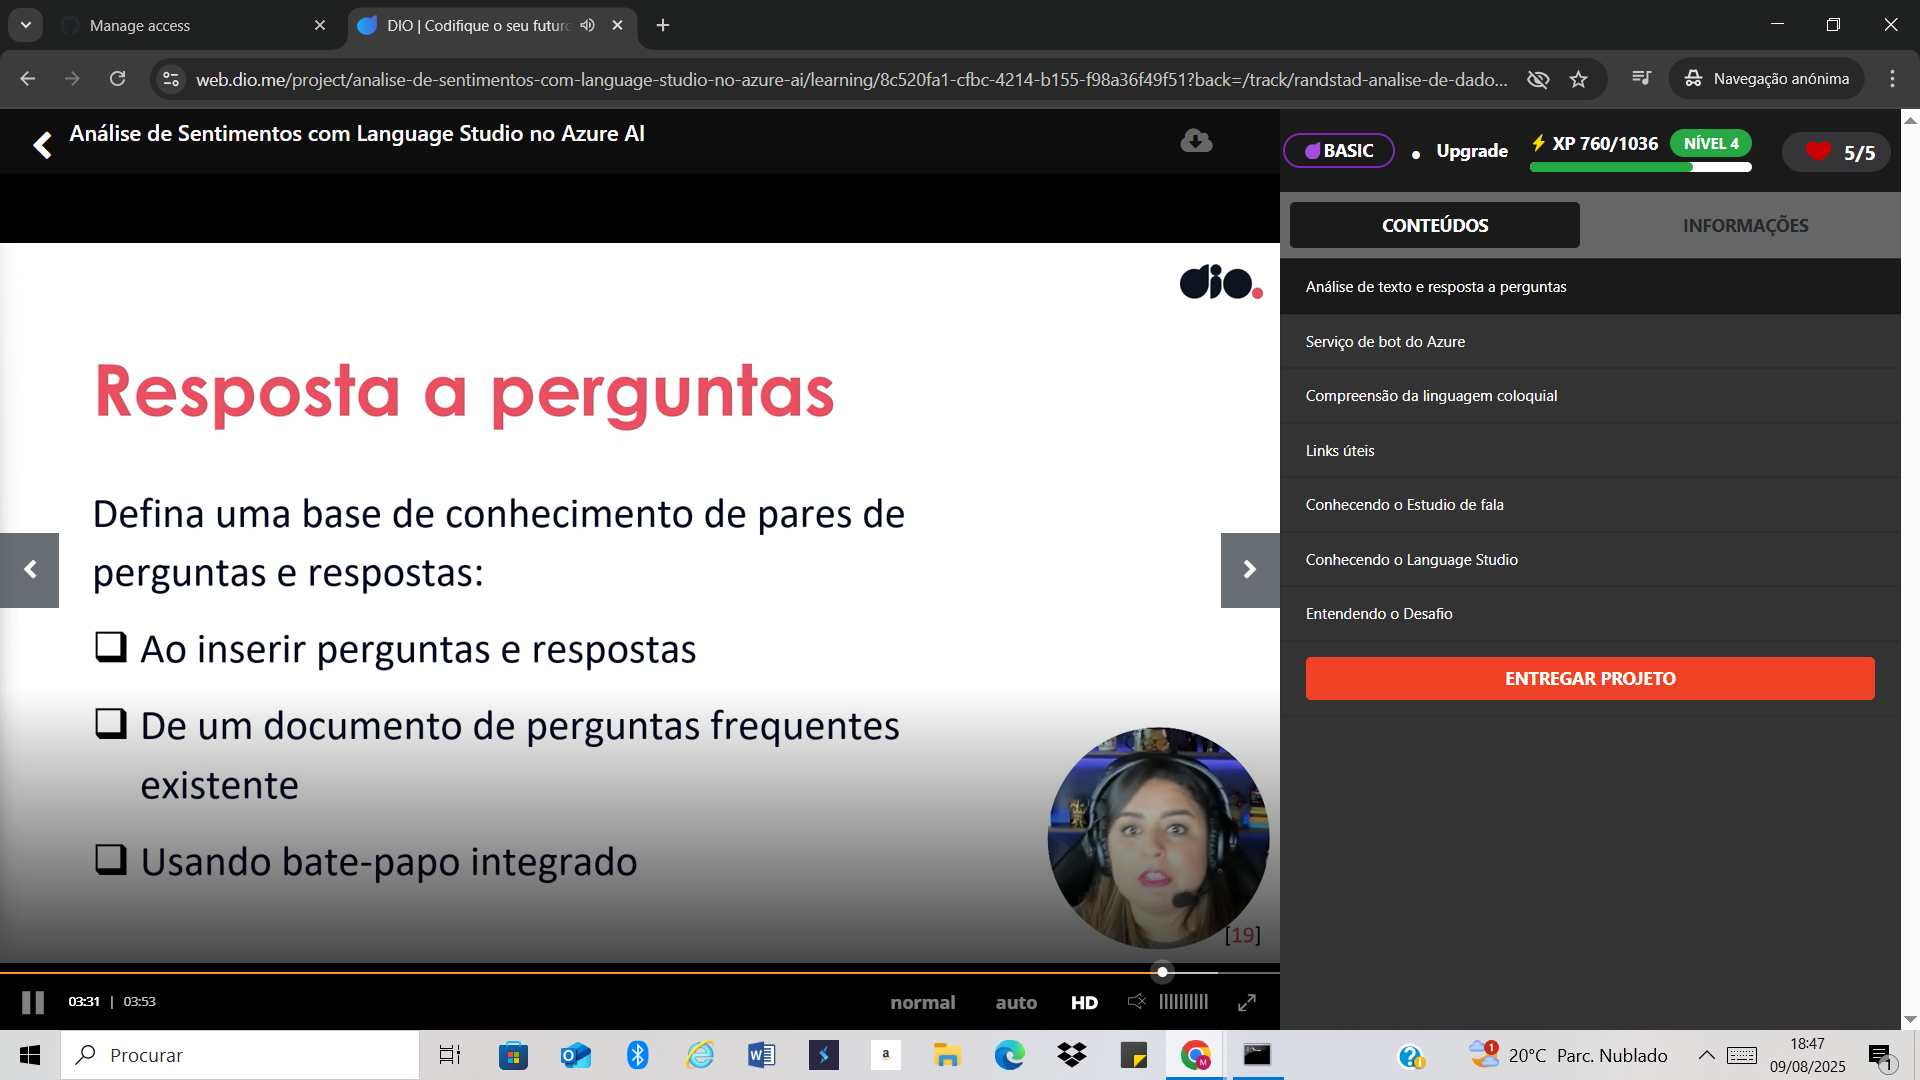 Manage access
DIO | Codifique o seu futuro
web.dio.me/project/analise-de-sentimentos-com-language-studio-no-azure-ai/learning/8c520fa1-cfbc-4214-b155-f98a36f49f51?back=/track/randstad-analise-de-dado...
Navegação anónima
Análise de Sentimentos com Language Studio no Azure AI
BASIC
Upgrade
XP 760/1036
NÍVEL 4
5/5
CONTEÚDOS
INFORMAÇÕES
dio.
Resposta a perguntas
Defina uma base de conhecimento de pares de
perguntas e respostas:
Ao inserir perguntas e respostas
De um documento de perguntas frequentes
existente
Usando bate-papo integrado
[19]
Análise de texto e resposta a perguntas
Serviço de bot do Azure
Compreensão da linguagem coloquial
Links úteis
Conhecendo o Estudio de fala
Conhecendo o Language Studio
Entendendo o Desafio
ENTREGAR PROJETO
03:31 | 03:53
normal
auto
HD
Procurar
20°C Parc. Nublado
18:47
09/08/2025